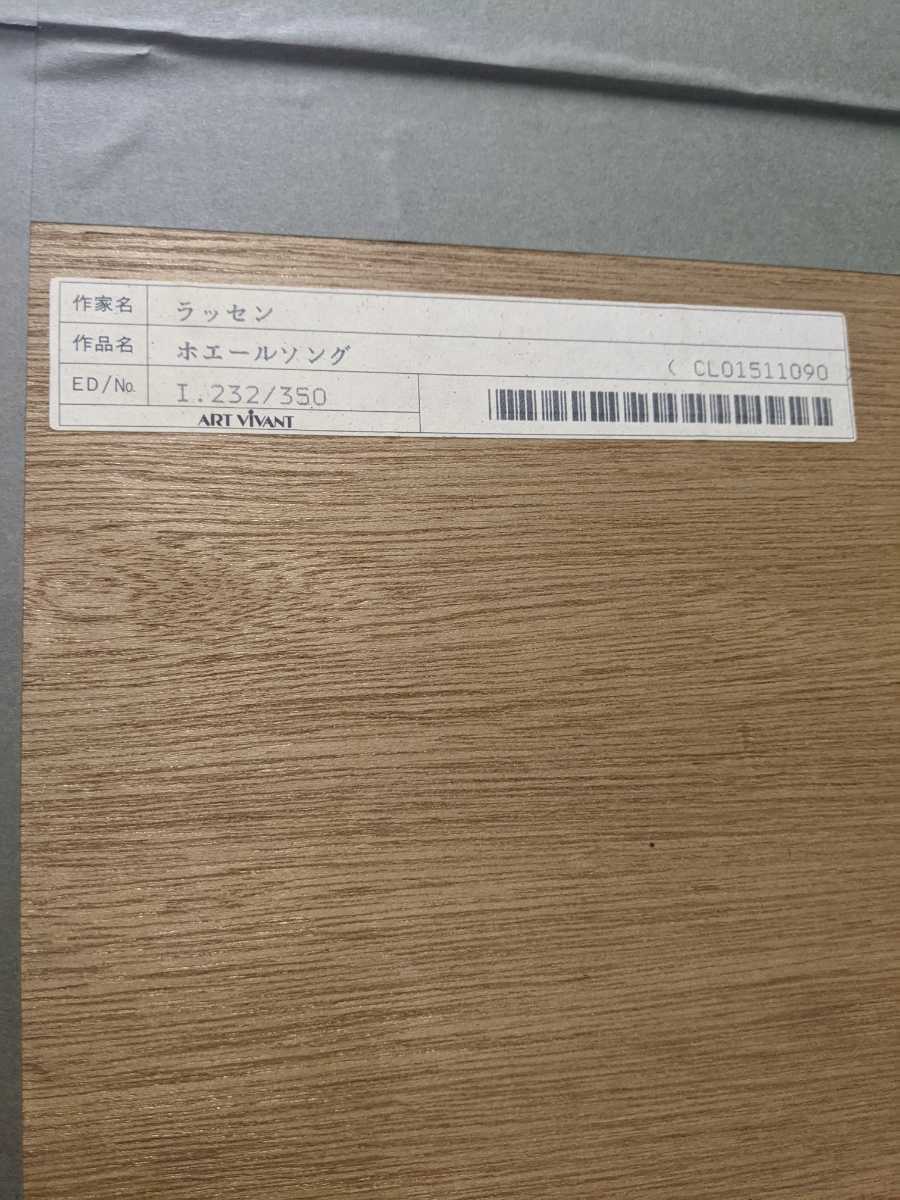 作家名 ラッセン
作品名 ホエールソング ( CL01511090 )
ED/No. I.232/350
ART VIVANT